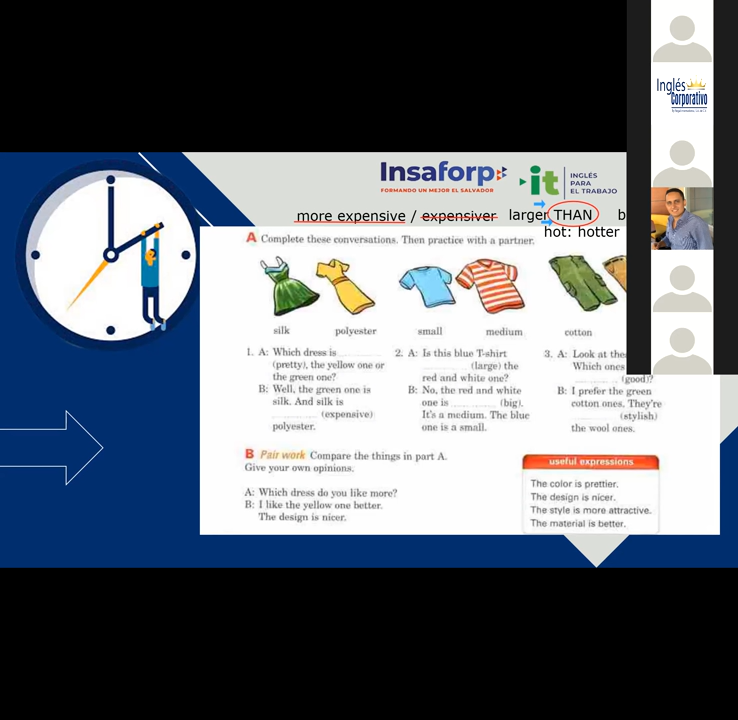 Inglés
Corporativo
Insaforp
FORMANDO UN MEJOR EL SALVADOR
it
INGLÉS
PARA
EL TRABAJO
more expensive / expensiver larger THAN b
hot: hotter
A Complete these conversations. Then practice with a partner.
silk polyester small medium cotton
1. A: Which dress is ............
(pretty), the yellow one or
the green one?
B: Well, the green one is
silk. And silk is
............ (expensive)
polyester.
2. A: Is this blue T-shirt
............ (large) the
red and white one?
B: No, the red and white
one is ............ (big).
It's a medium. The blue
one is a small.
3. A: Look at the
Which ones
............ (good)?
B: I prefer the green
cotton ones. They're
............ (stylish)
the wool ones.
B Pair work Compare the things in part A.
Give your own opinions.
A: Which dress do you like more?
B: I like the yellow one better.
The design is nicer.
useful expressions
The color is prettier.
The design is nicer.
The style is more attractive.
The material is better.